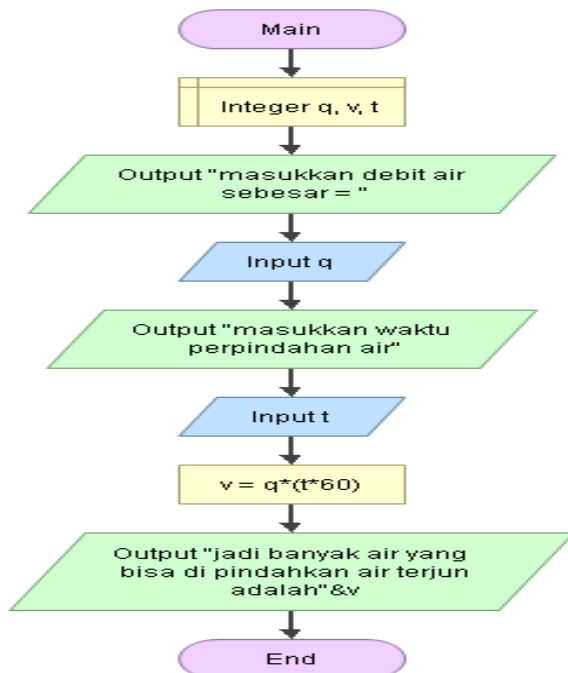 Main
Integer q, v, t
Output "masukkan debit air
sebesar = "
Input q
Output "masukkan waktu
perpindahan air"
Input t
v = q*(t*60)
Output "jadi banyak air yang
bisa di pindahkan air terjun
adalah"&v
End